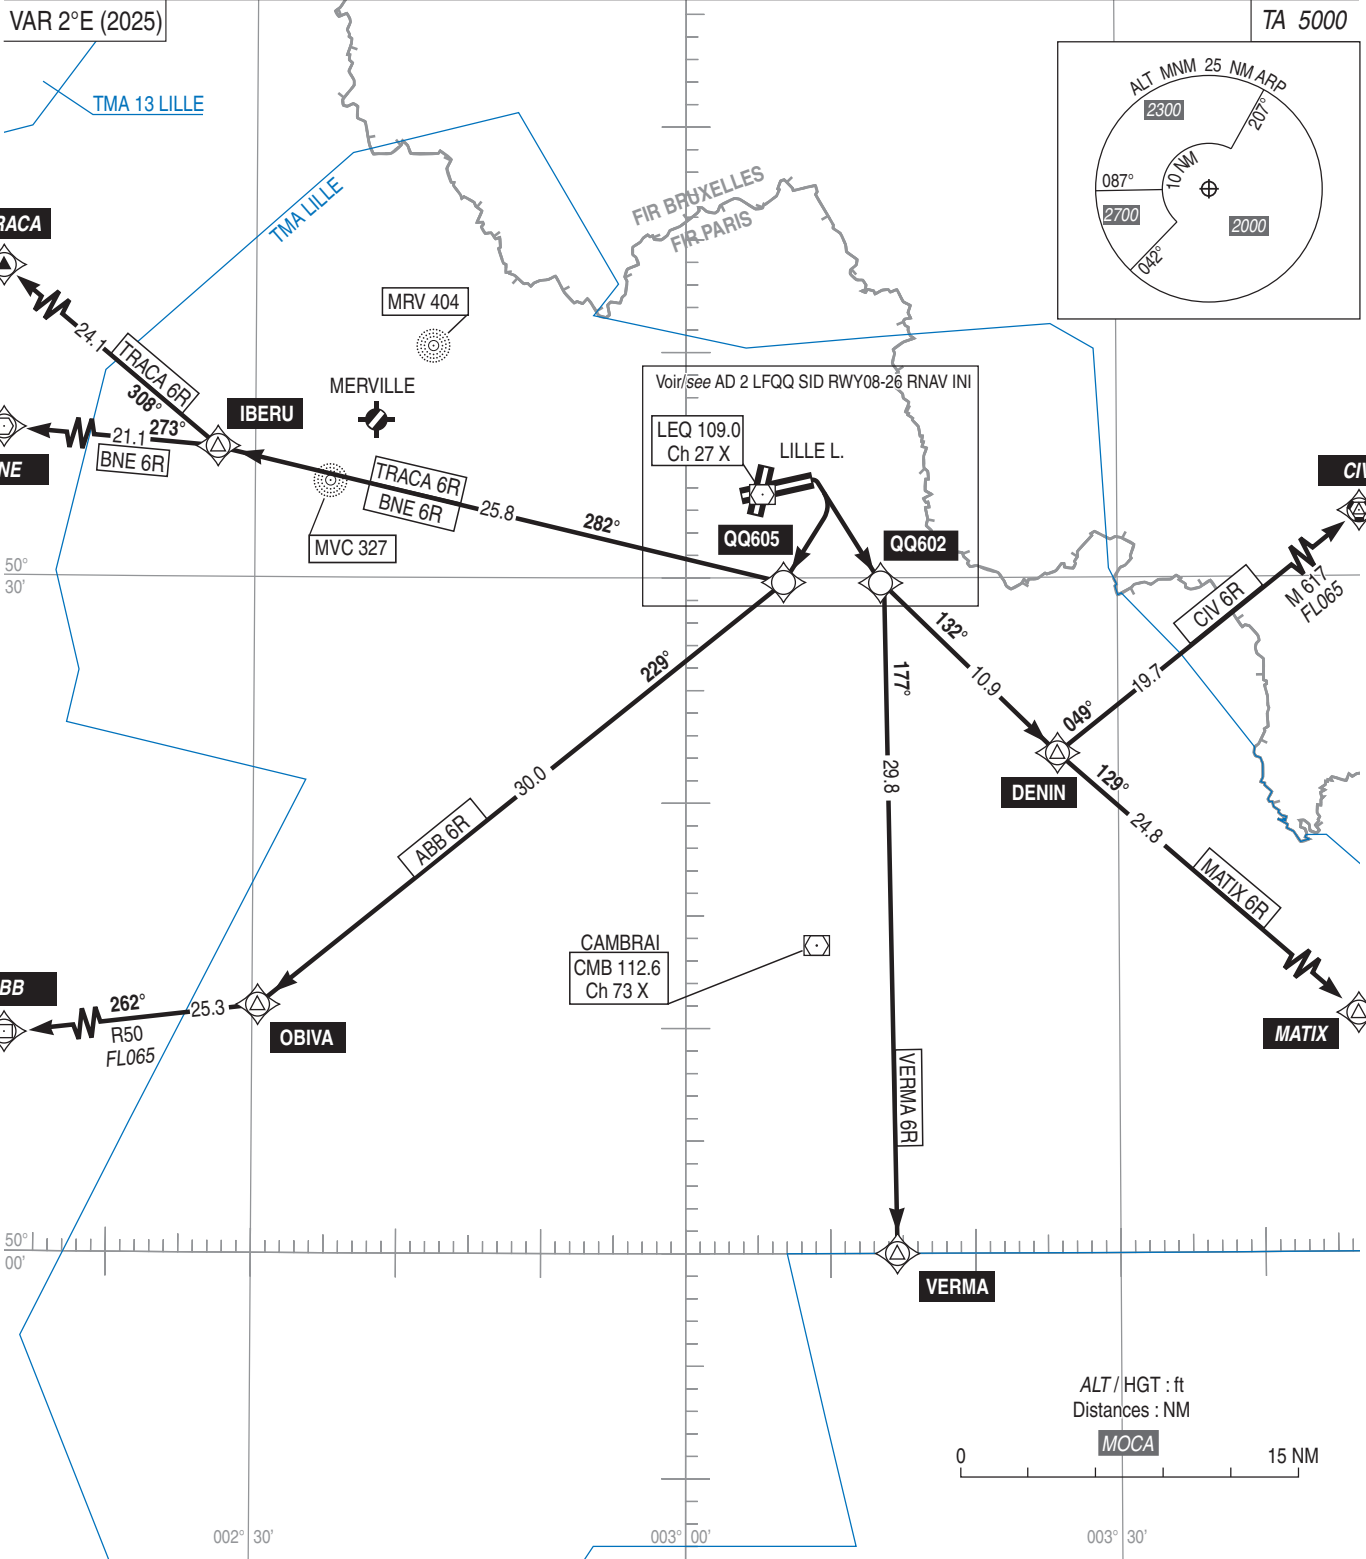 VAR 2°E (2025)
TA 5000
TMA 13 LILLE
ALT MNM 25 NM ARP
2300
207°
10 NM
087°
2700
2000
042°
TMA LILLE
FIR BRUXELLES
FIR PARIS
RACA
MRV 404
24.1
TRACA 6R
308°
MERVILLE
IBERU
273°
21.1
BNE 6R
NE
Voir/see AD 2 LFQQ SID RWY08-26 RNAV INI
LEQ 109.0
Ch 27 X
LILLE L.
TRACA 6R
BNE 6R
25.8
282°
MVC 327
QQ605
QQ602
CIV
50°
30'
CIV 6R
M 617
FL065
132°
10.9
229°
177°
049°
19.7
30.0
29.8
DENIN
129°
24.8
ABB 6R
MATIX 6R
CAMBRAI
CMB 112.6
Ch 73 X
BB
262°
25.3
R50
FL065
OBIVA
MATIX
VERMA 6R
50°
00'
VERMA
ALT / HGT : ft
Distances : NM
MOCA
0
15 NM
002° 30'
003° 00'
003° 30'